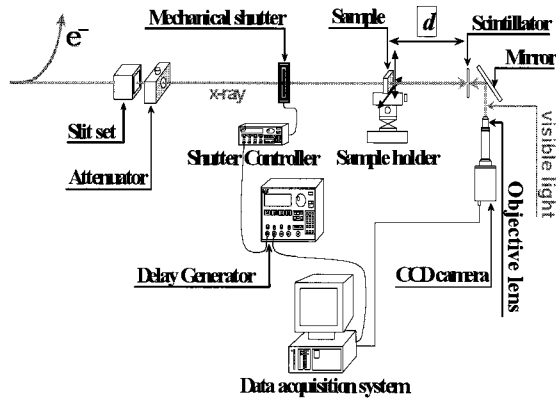 Mechanical shutter
Sample
d
Scintillator
Mirror
e⁻
x-ray
Slit set
Attenuator
Shutter Controller
Sample holder
visible light
Objective lens
Delay Generator
CCD camera
Data acquisition system